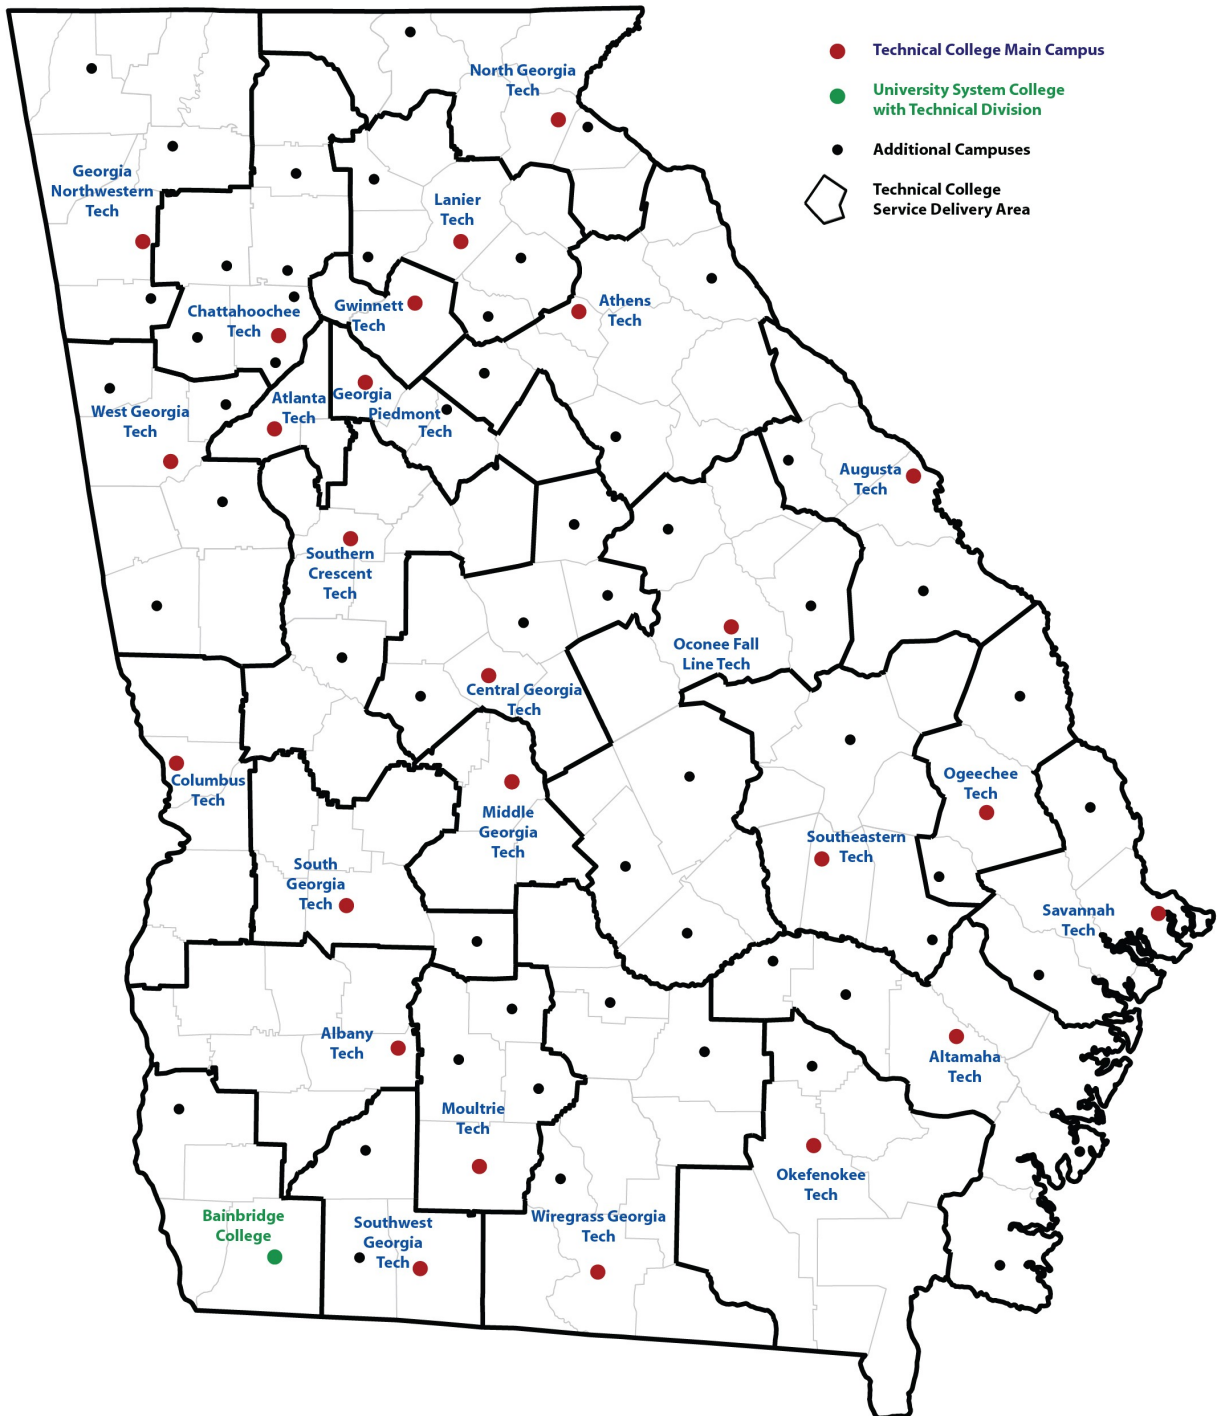 Technical College Main Campus
University System College
with Technical Division
Additional Campuses
Technical College
Service Delivery Area
North Georgia
Tech
Georgia
Northwestern
Tech
Lanier
Tech
Chattahoochee
Tech
Gwinnett
Tech
Athens
Tech
West Georgia
Tech
Atlanta
Tech
Georgia
Piedmont
Tech
Augusta
Tech
Southern
Crescent
Tech
Oconee Fall
Line Tech
Central Georgia
Tech
Columbus
Tech
Middle
Georgia
Tech
Ogeechee
Tech
Southeastern
Tech
South
Georgia
Tech
Savannah
Tech
Albany
Tech
Altamaha
Tech
Moultrie
Tech
Okefenokee
Tech
Bainbridge
College
Southwest
Georgia
Tech
Wiregrass Georgia
Tech